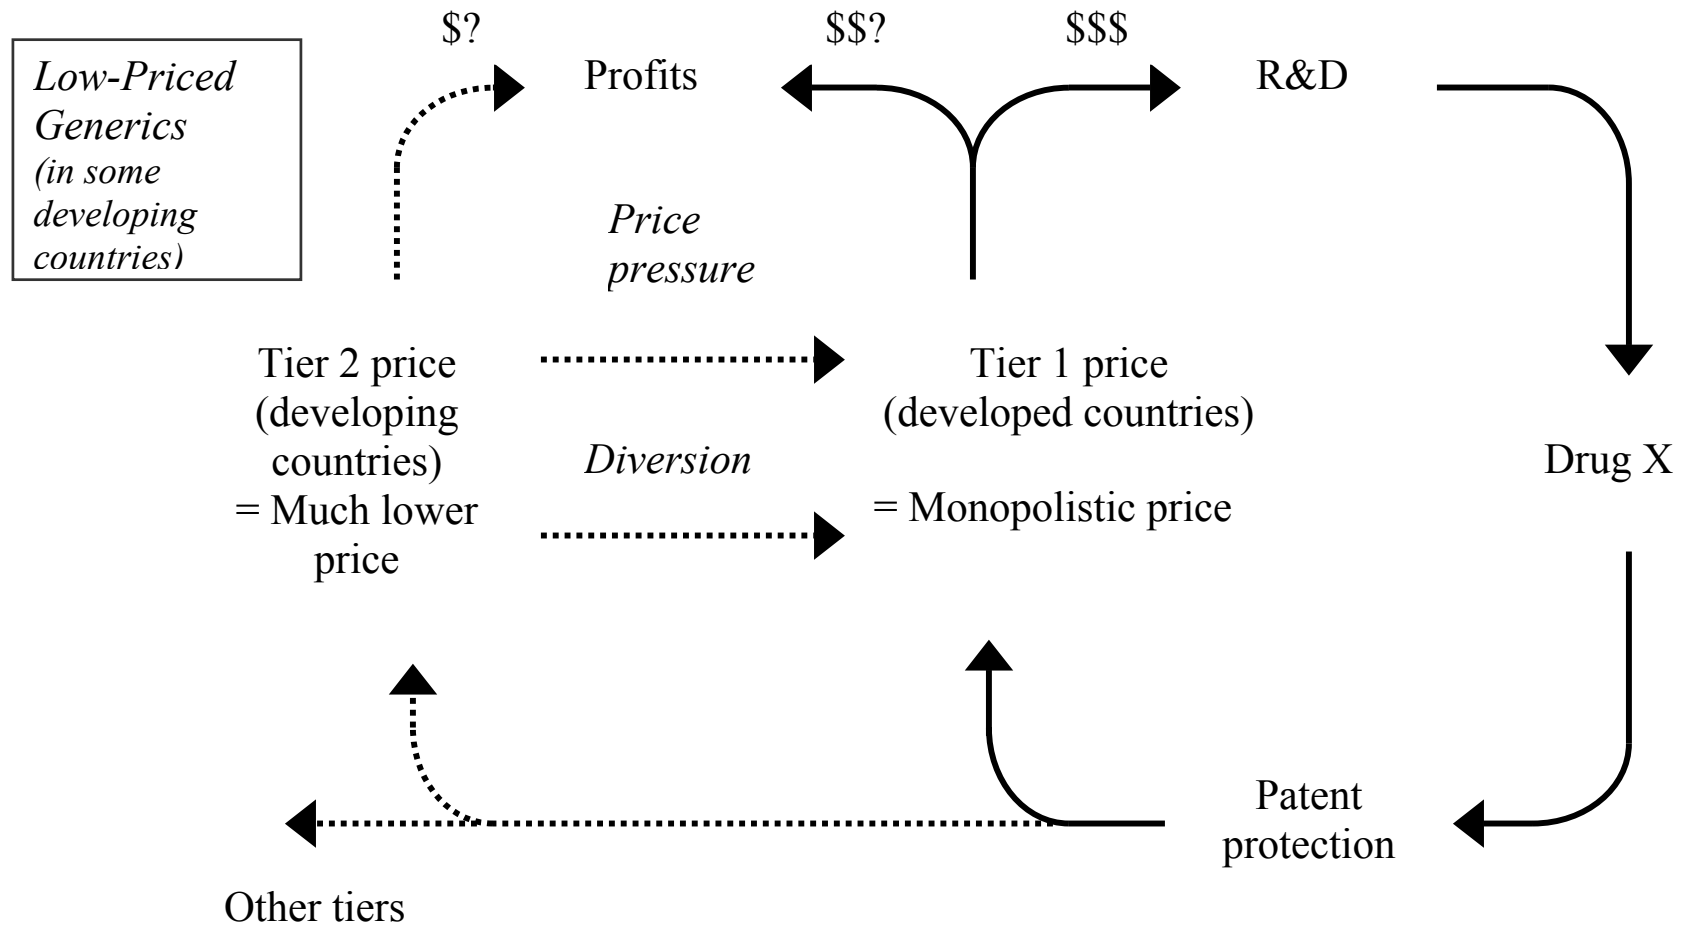 $?
$$?
$$$
Low-Priced
Generics
(in some
developing
countries)
Profits
R&D
Price
pressure
Tier 2 price
(developing
countries)
= Much lower
price
Diversion
Tier 1 price
(developed countries)
= Monopolistic price
Drug X
Patent
protection
Other tiers